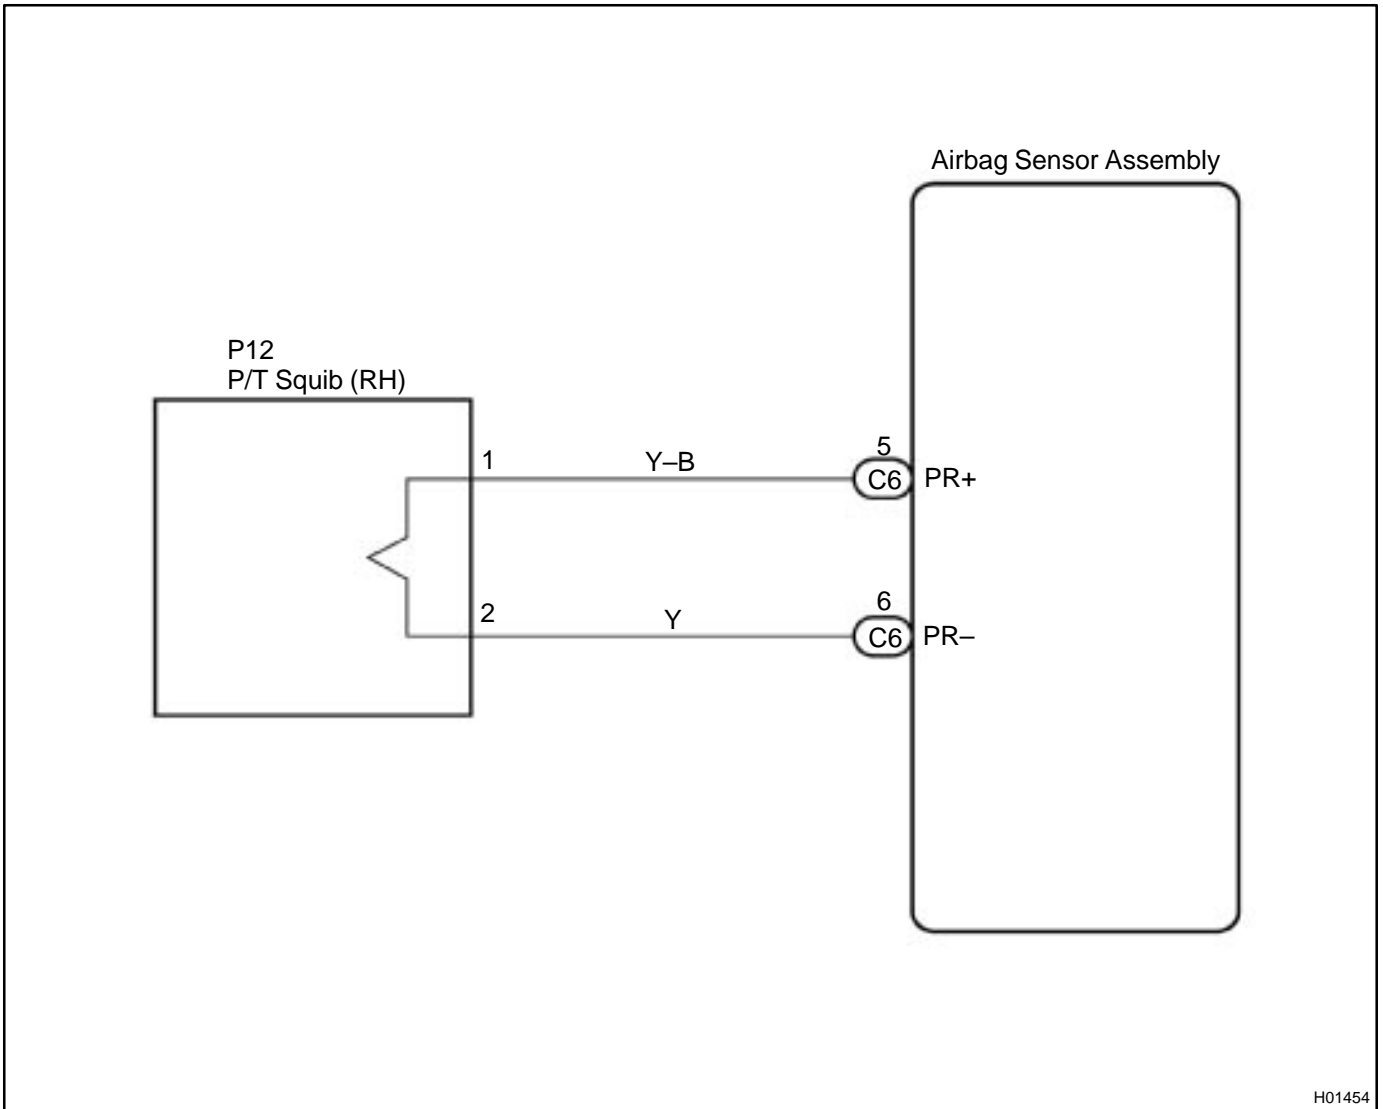 Airbag Sensor Assembly
P12
P/T Squib (RH)
1
Y–B
5
C6
PR+
2
Y
6
C6
PR–
H01454